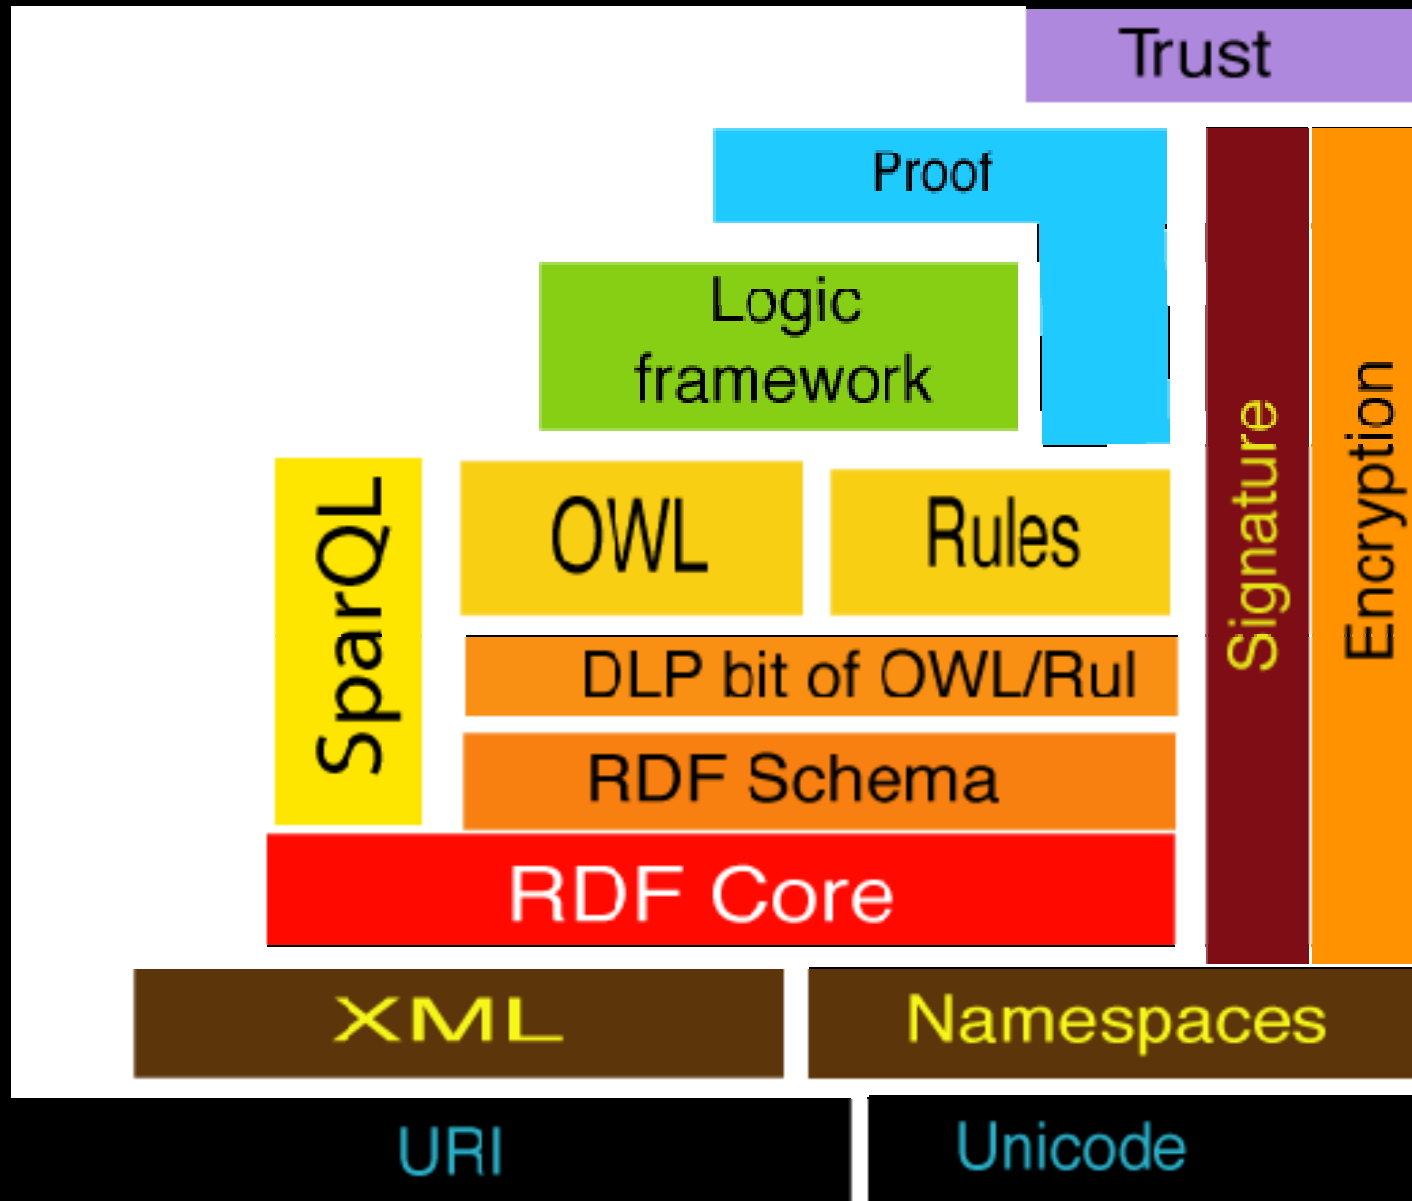 Trust
Proof
Logic
framework
SparQL
OWL
Rules
Signature
Encryption
DLP bit of OWL/Rul
RDF Schema
RDF Core
XML
Namespaces
URI
Unicode